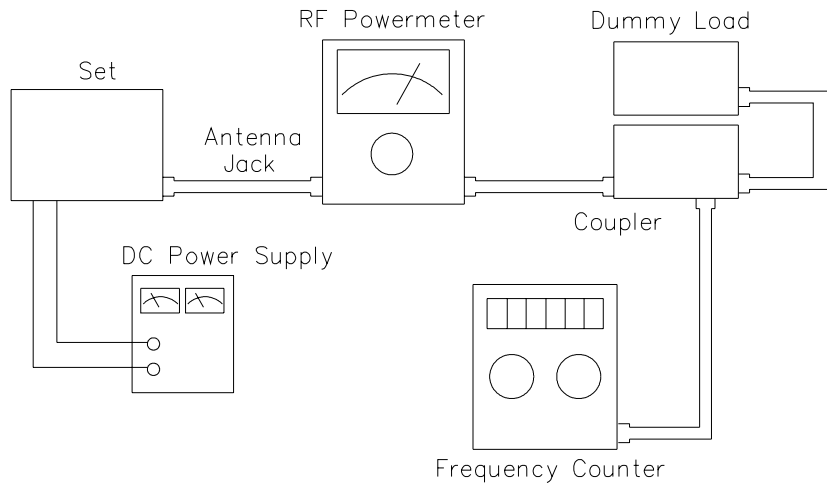 RF Powermeter
Dummy Load
Set
Antenna
Jack
Coupler
DC Power Supply
Frequency Counter